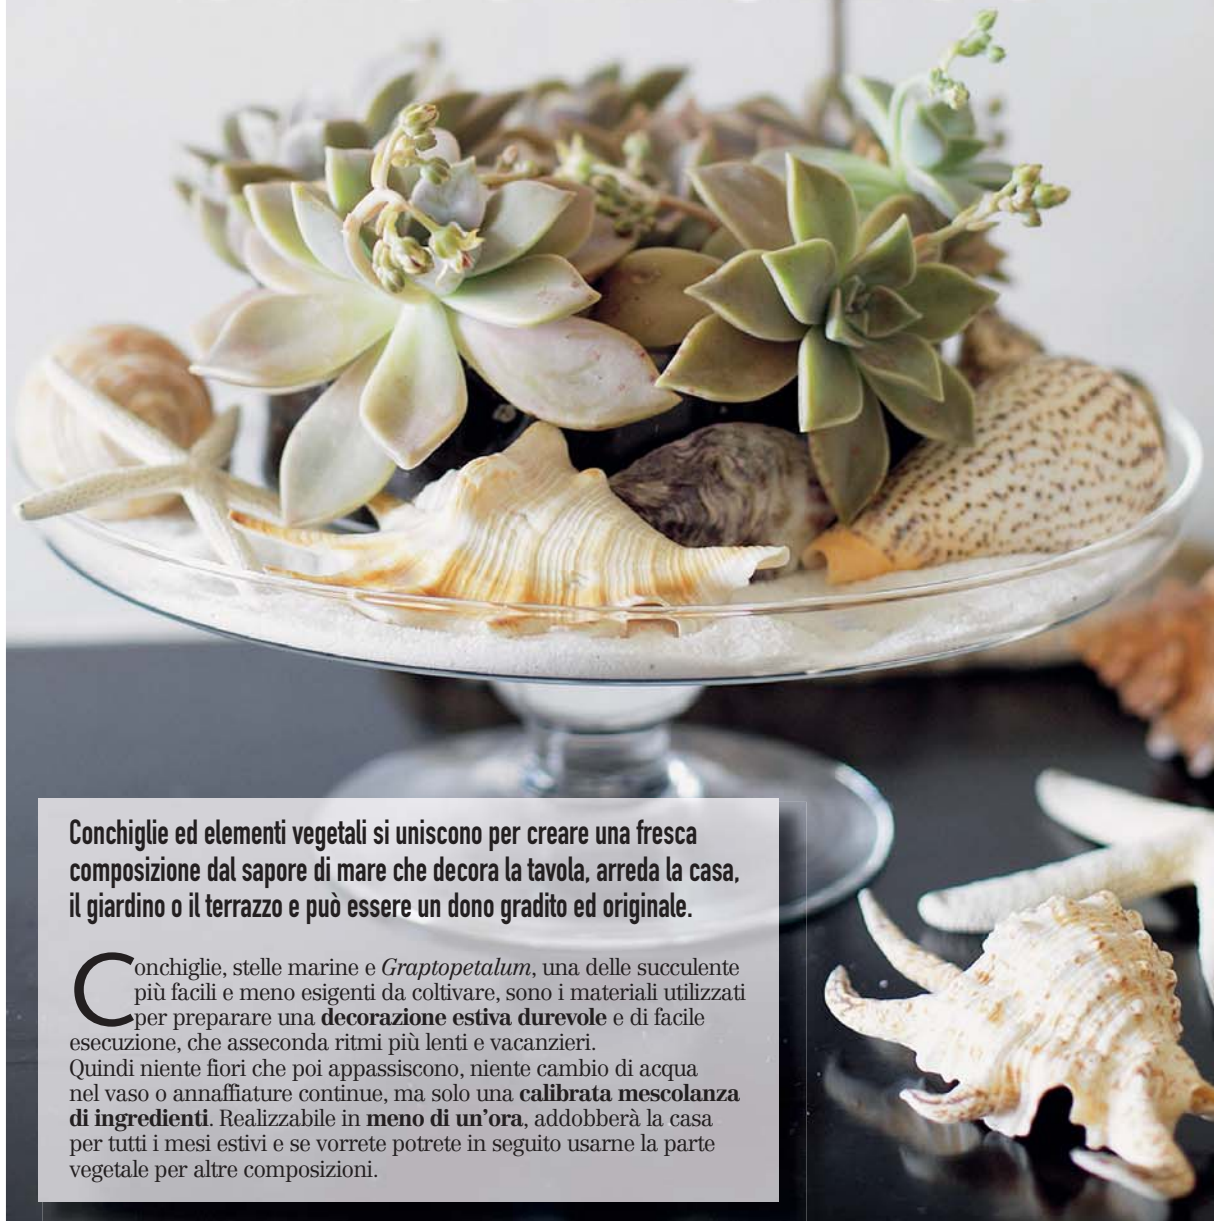 Conchiglie ed elementi vegetali si uniscono per creare una fresca
composizione dal sapore di mare che decora la tavola, arreda la casa,
il giardino o il terrazzo e può essere un dono gradito ed originale.
Conchiglie, stelle marine e Graptopetalum, una delle succulente
più facili e meno esigenti da coltivare, sono i materiali utilizzati
per preparare una decorazione estiva durevole e di facile
esecuzione, che asseconda ritmi più lenti e vacanzieri.
Quindi niente fiori che poi appassiscono, niente cambio di acqua
nel vaso o annaffiature continue, ma solo una calibrata mescolanza
di ingredienti. Realizzabile in meno di un'ora, addobberà la casa
per tutti i mesi estivi e se vorrete potrete in seguito usarne la parte
vegetale per altre composizioni.